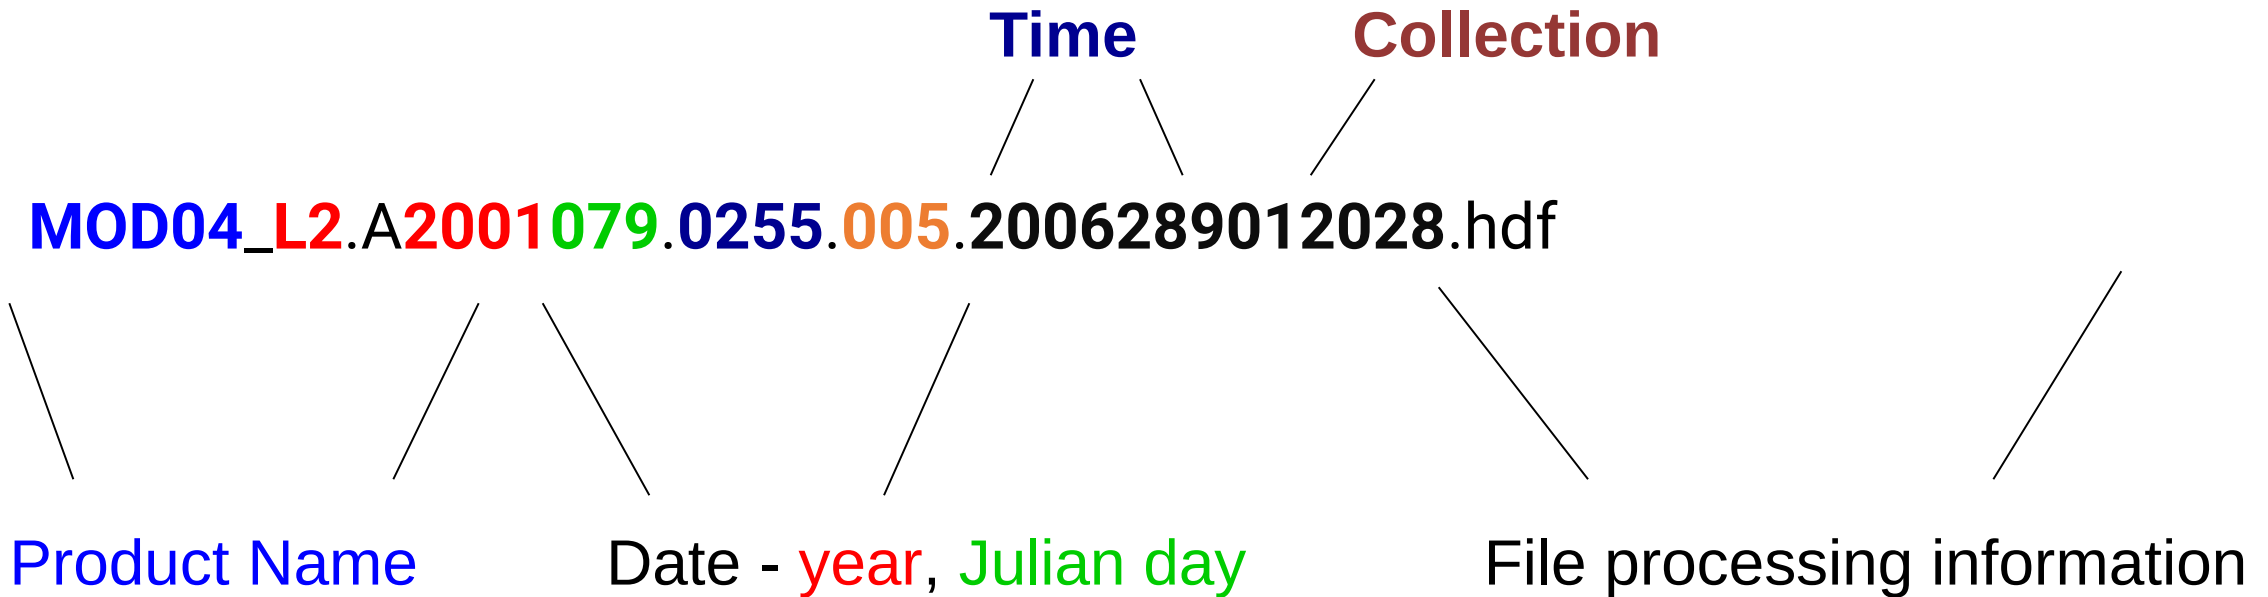 Time Collection
MOD04_L2.A2001079.0255.005.2006289012028.hdf
Product Name Date - year, Julian day File processing information